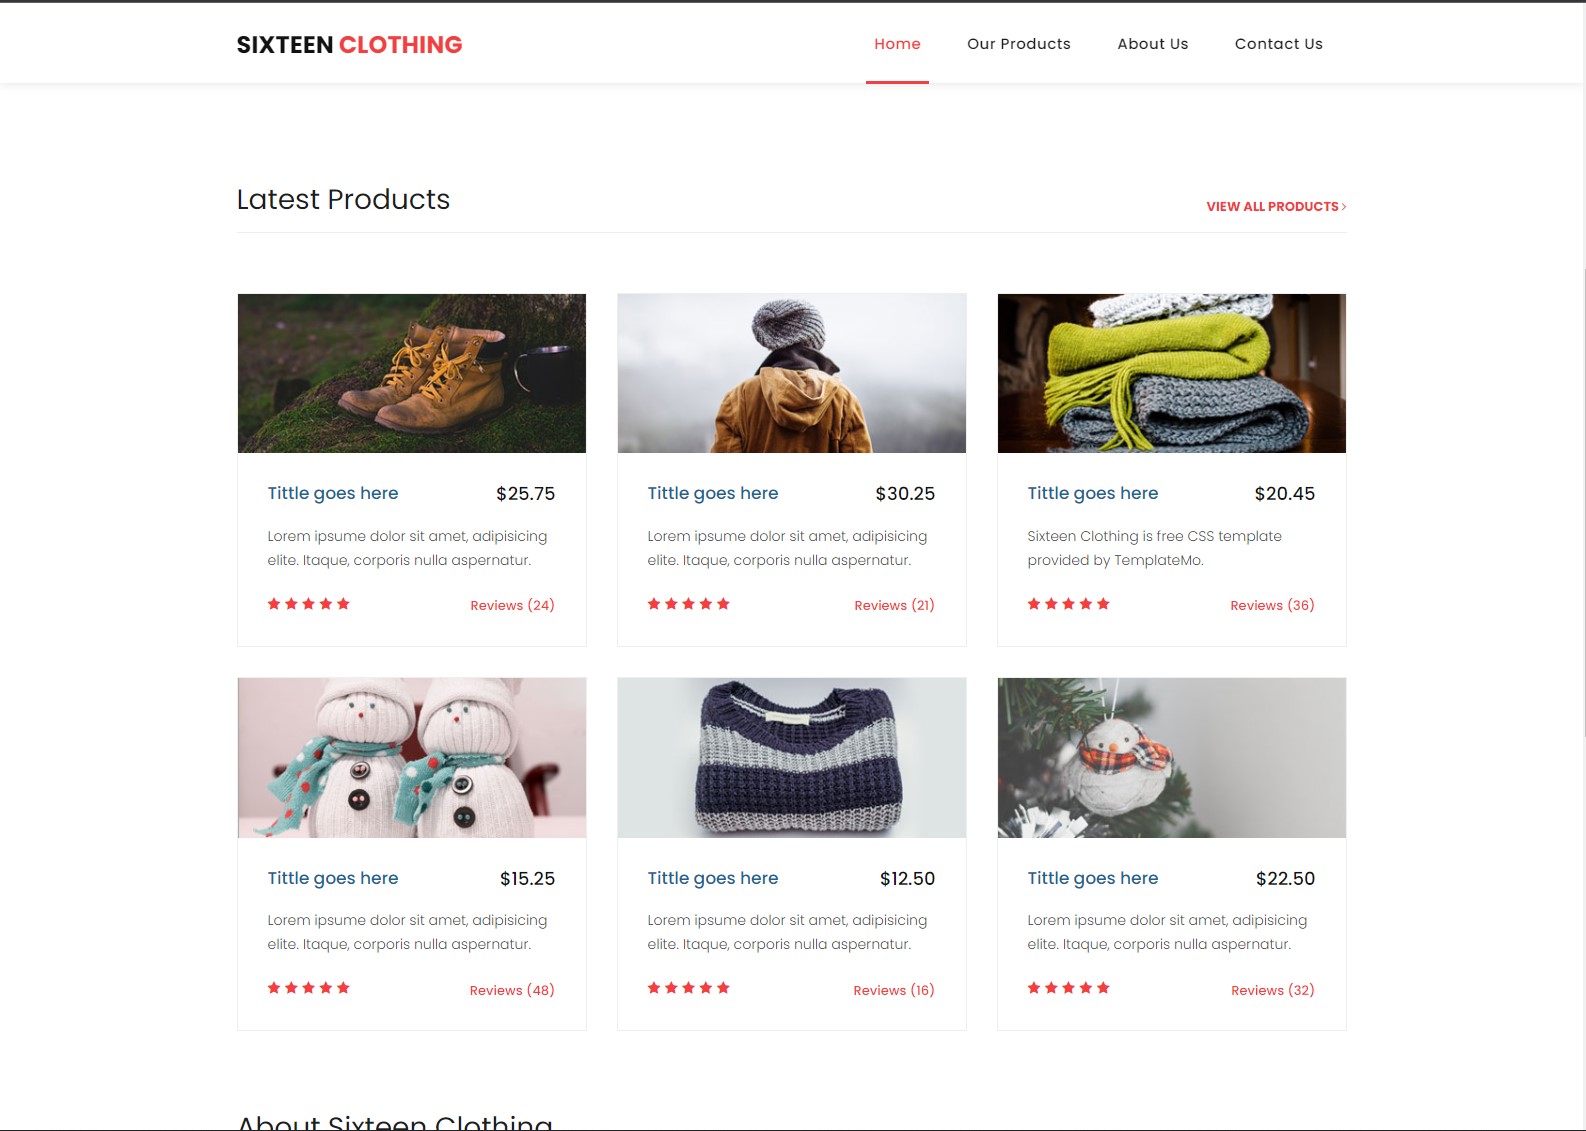 SIXTEEN CLOTHING
Home Our Products About Us Contact Us
Latest Products
VIEW ALL PRODUCTS
Tittle goes here $25.75
Lorem ipsume dolor sit amet, adipisicing
elite. Itaque, corporis nulla aspernatur.
Reviews (24)
Tittle goes here $30.25
Lorem ipsume dolor sit amet, adipisicing
elite. Itaque, corporis nulla aspernatur.
Reviews (21)
Tittle goes here $20.45
Sixteen Clothing is free CSS template
provided by TemplateMo.
Reviews (36)
Tittle goes here $15.25
Lorem ipsume dolor sit amet, adipisicing
elite. Itaque, corporis nulla aspernatur.
Reviews (48)
Tittle goes here $12.50
Lorem ipsume dolor sit amet, adipisicing
elite. Itaque, corporis nulla aspernatur.
Reviews (16)
Tittle goes here $22.50
Lorem ipsume dolor sit amet, adipisicing
elite. Itaque, corporis nulla aspernatur.
Reviews (32)
About Sixteen Clothing